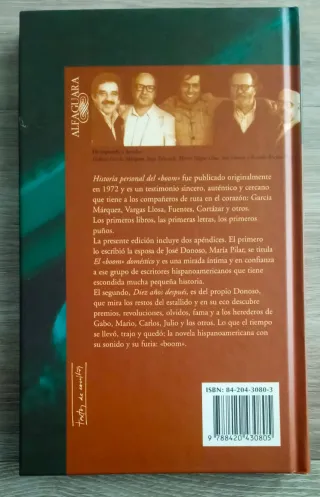 ALFAGUARA
Historia personal del «boom» fue publicado originalmente
en 1972 y es un testimonio sincero, auténtico y cercano
que tiene a los compañeros de ruta en el corazón: García
Márquez, Vargas Llosa, Fuentes, Cortázar y otros.
Los primeros libros, las primeras letras, los primeros
puños.
La presente edición incluye dos apéndices. El primero
lo escribió la esposa de José Donoso, María Pilar, se titula
El «boom» doméstico y es una mirada íntima y en confianza
a ese grupo de escritores hispanoamericanos que tiene
escondida mucha pequeña historia.
El segundo, Diez años después, es del propio Donoso,
que mira los restos del estallido y en su eco descubre
premios, revoluciones, olvidos, fama y a los herederos de
Gabo, Mario, Carlos, Julio y los otros. Lo que el tiempo
se llevó, trajo y quedó: la novela hispanoamericana con
su sonido y su furia: «boom».
textos de escritor
ISBN: 84-204-3080-3
9 788420 430805